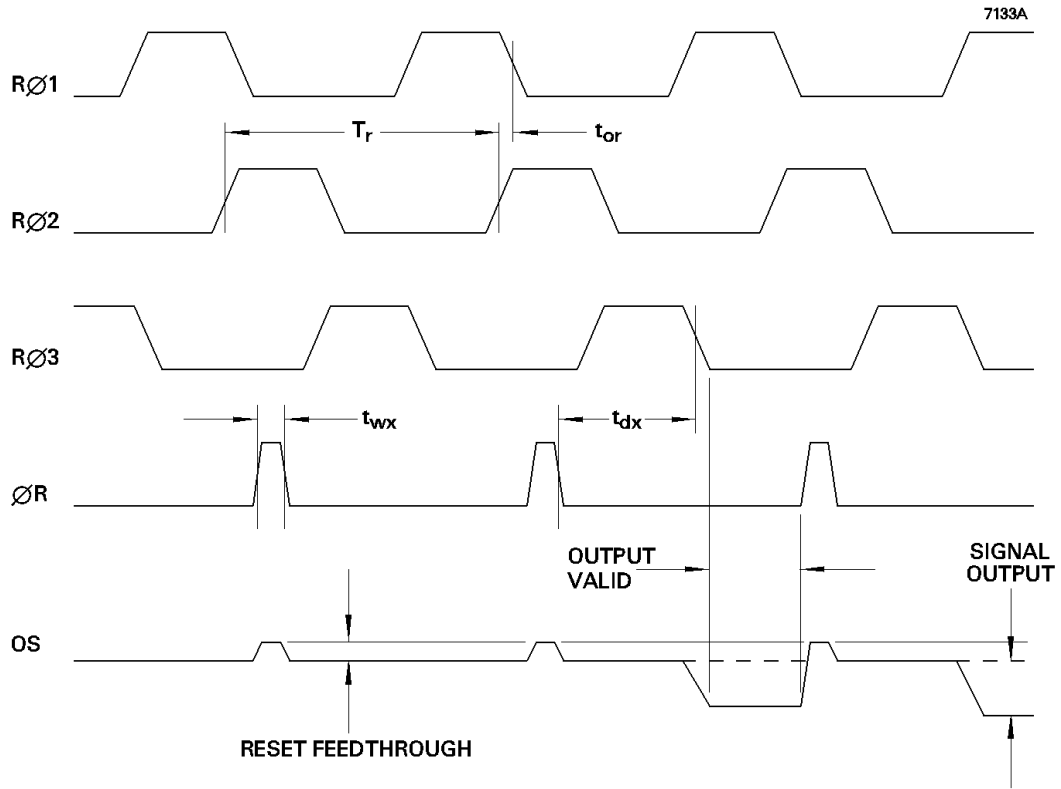 7133A
RØ1
Tr
tor
RØ2
RØ3
twx
tdx
ØR
OUTPUT
VALID
SIGNAL
OUTPUT
OS
RESET FEEDTHROUGH